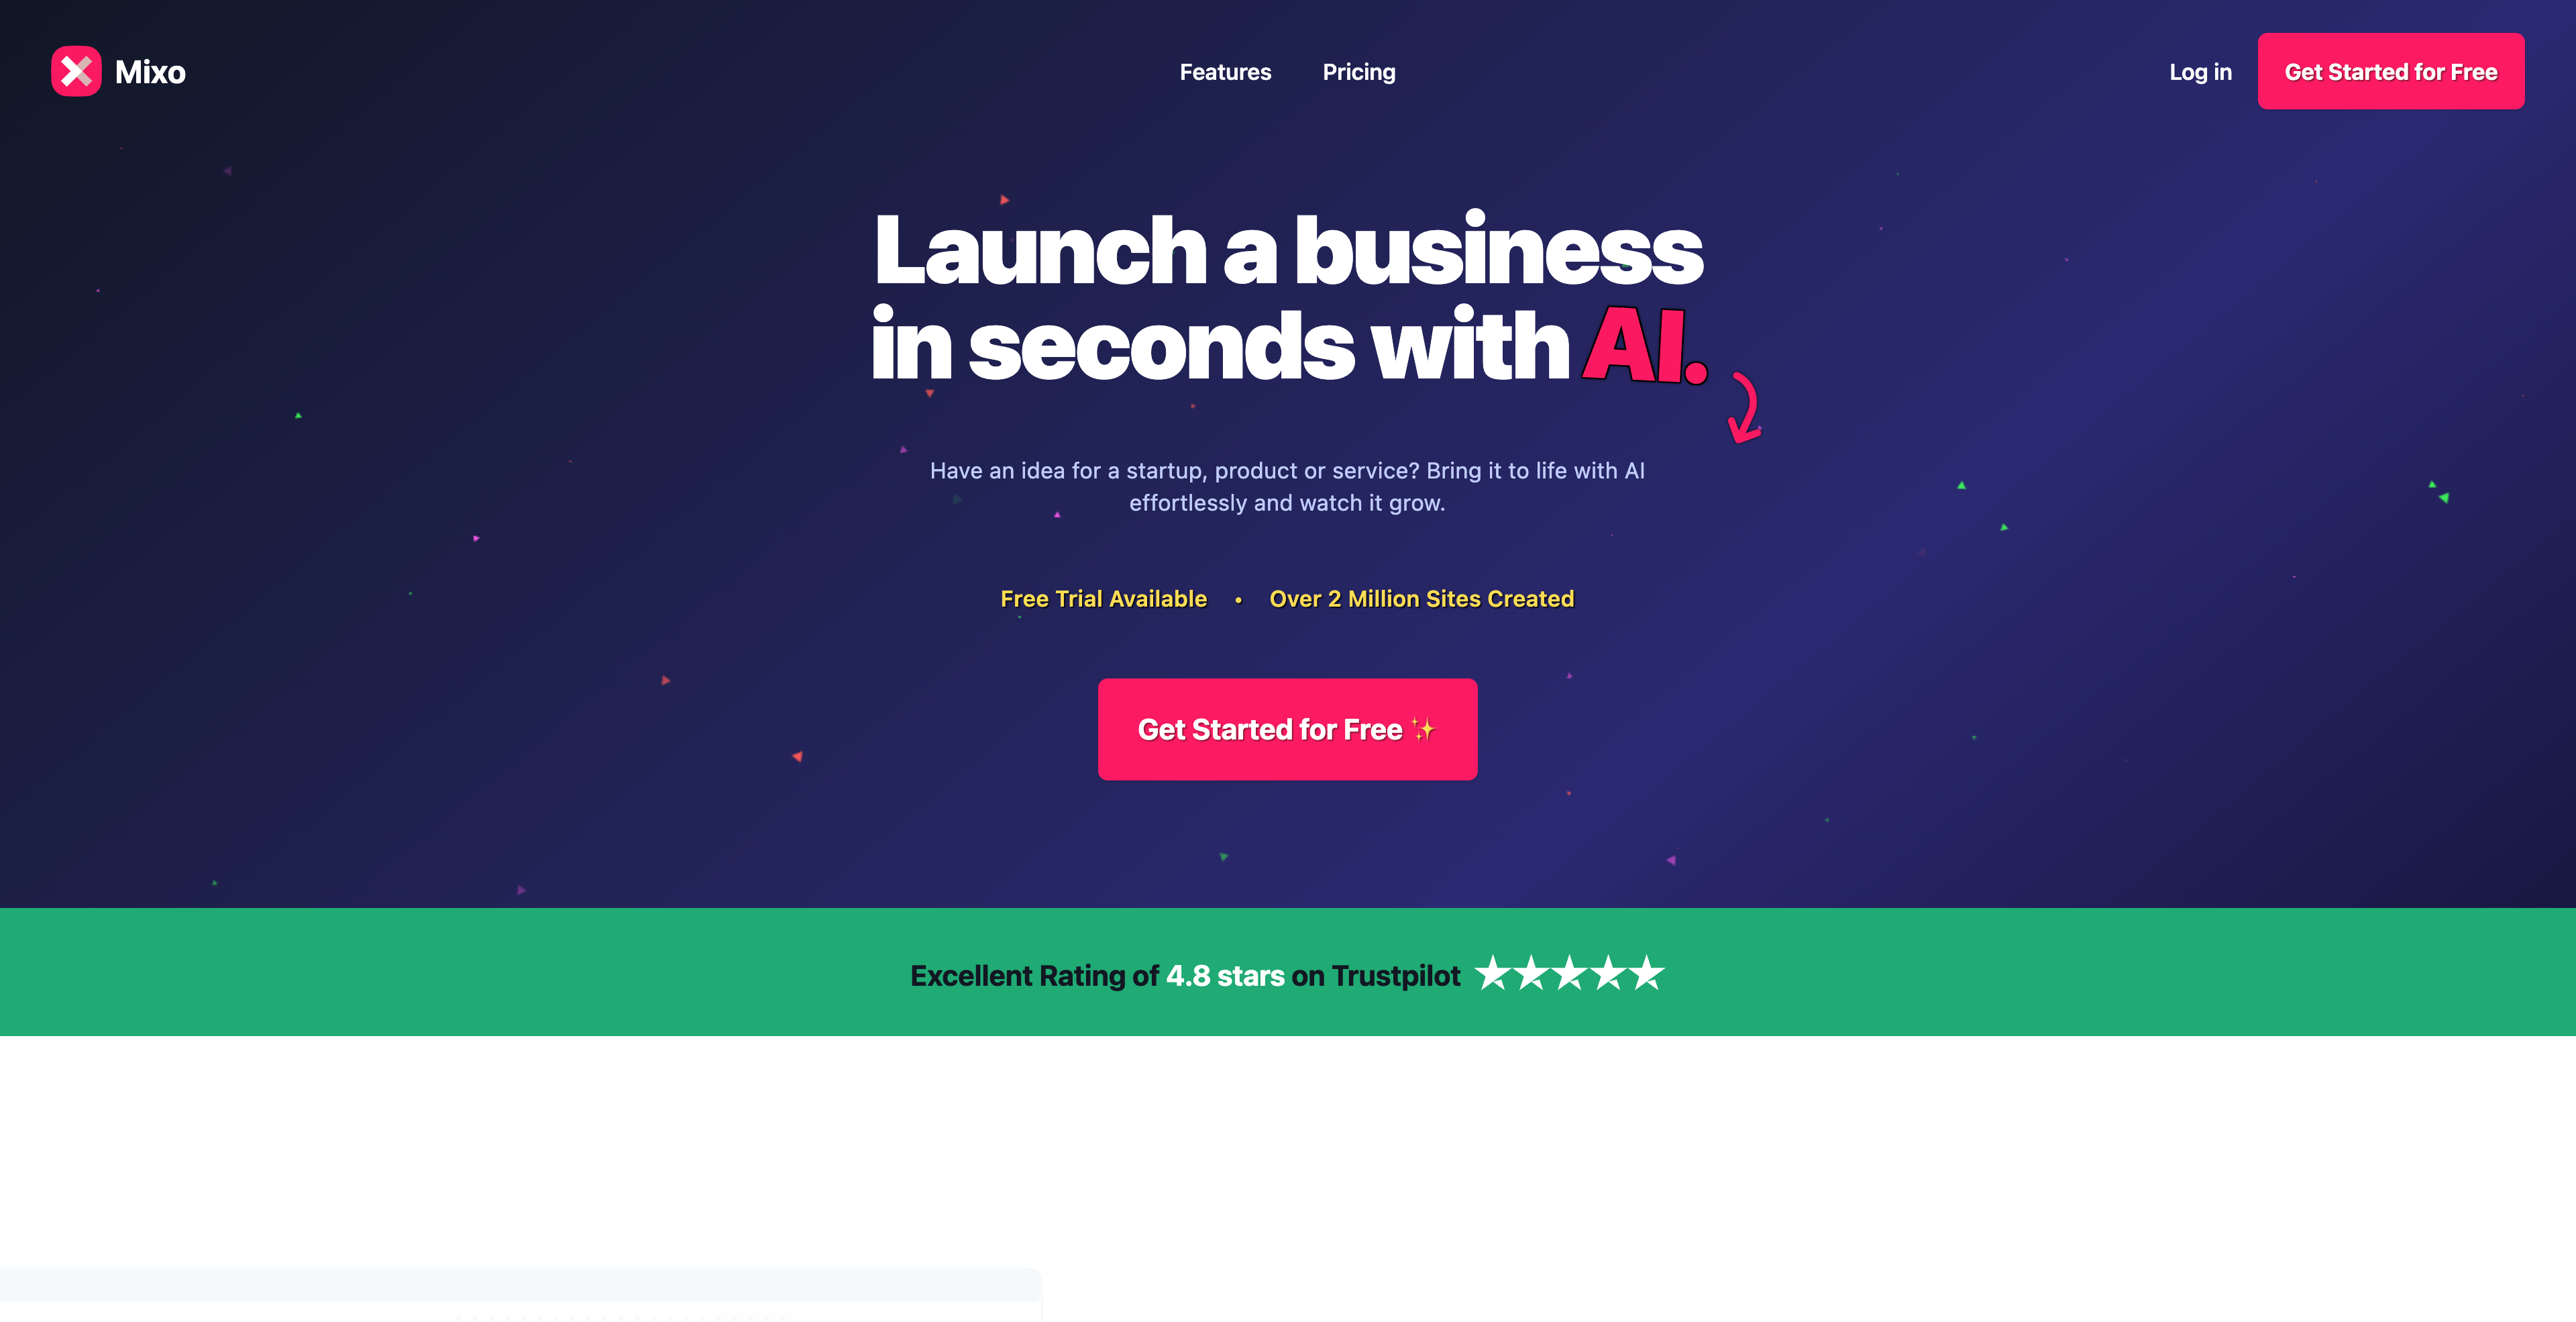 Mixo
Features
Pricing
Log in
Get Started for Free
Launch a business
in seconds with AI.
Have an idea for a startup, product or service? Bring it to life with AI
effortlessly and watch it grow.
Free Trial Available • Over 2 Million Sites Created
Get Started for Free ✨
Excellent Rating of 4.8 stars on Trustpilot